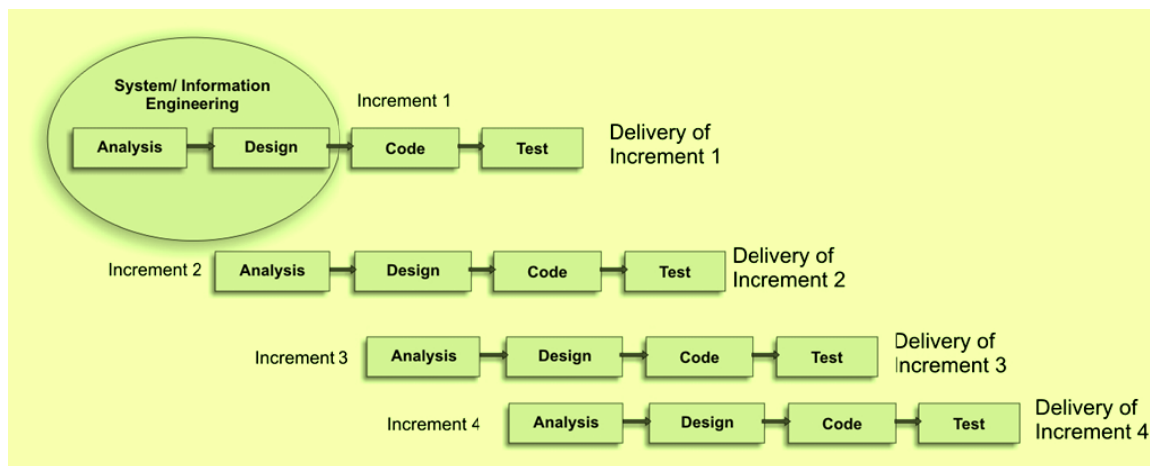 System/ Information
Engineering
Increment 1
Analysis
Design
Code
Test
Delivery of
Increment 1
Increment 2
Analysis
Design
Code
Test
Delivery of
Increment 2
Increment 3
Analysis
Design
Code
Test
Delivery of
Increment 3
Increment 4
Analysis
Design
Code
Test
Delivery of
Increment 4